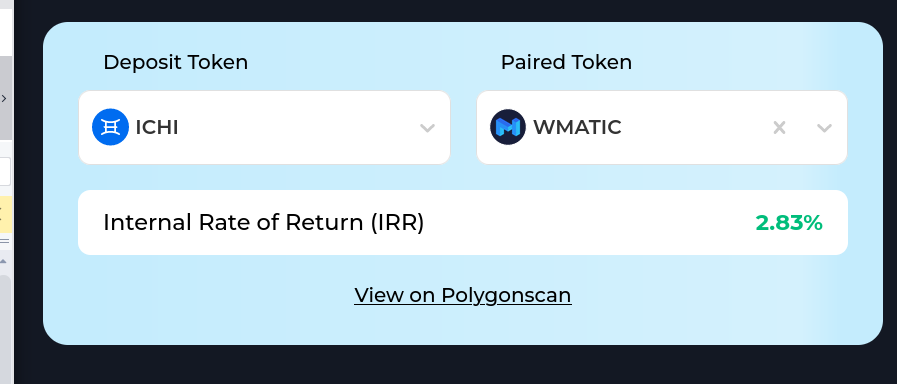 Deposit Token
Paired Token
ICHI
WMATIC
Internal Rate of Return (IRR)
2.83%
View on Polygonscan